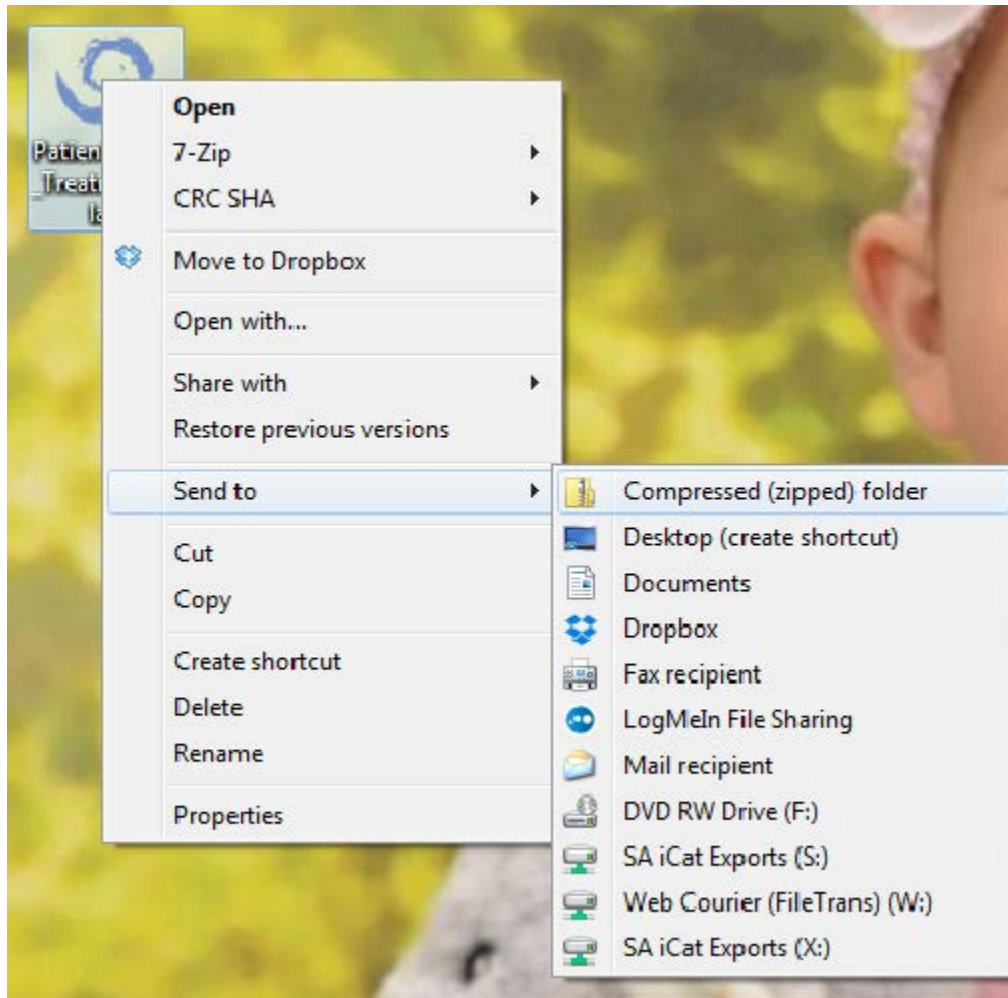 Patien
_Treat
Open
7-Zip
CRC SHA
Move to Dropbox
Open with...
Share with
Restore previous versions
Send to
Cut
Copy
Create shortcut
Delete
Rename
Properties
Compressed (zipped) folder
Desktop (create shortcut)
Documents
Dropbox
Fax recipient
LogMeIn File Sharing
Mail recipient
DVD RW Drive (F:)
SA iCat Exports (S:)
Web Courier (FileTrans) (W:)
SA iCat Exports (X:)